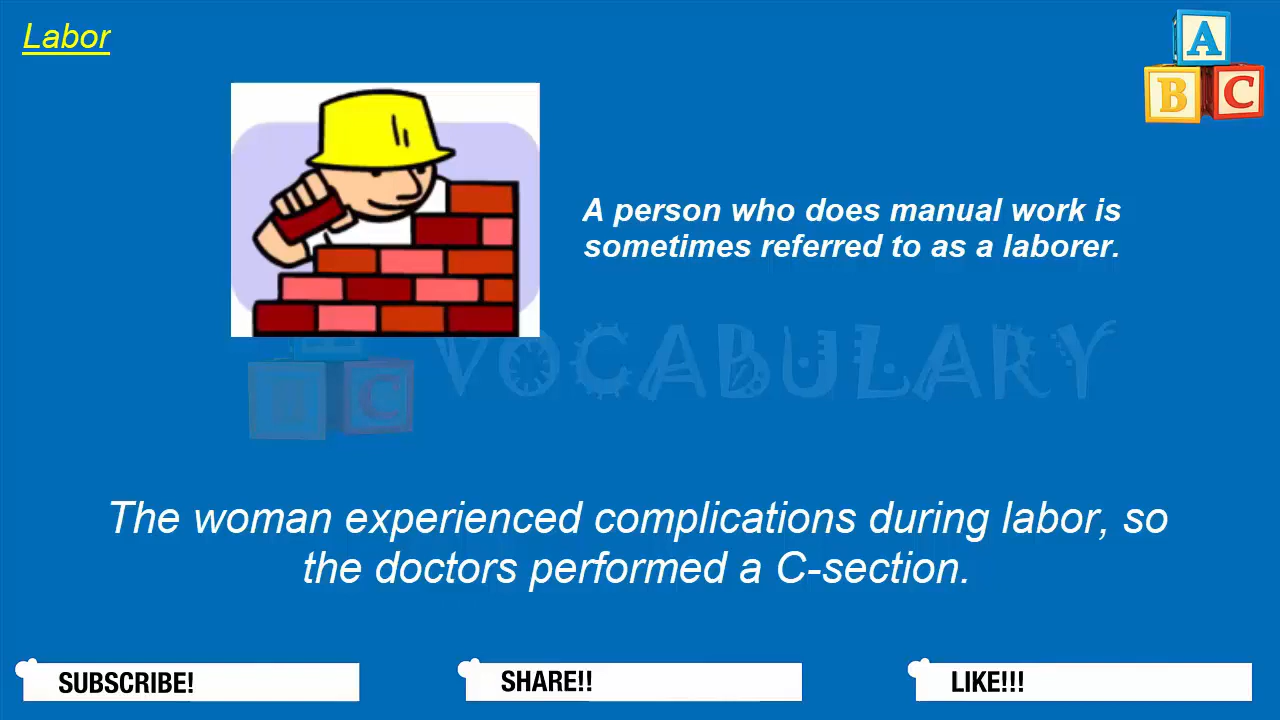 Labor
A
B C
A person who does manual work is
sometimes referred to as a laborer.
C VOCABULARY
The woman experienced complications during labor, so
the doctors performed a C-section.
SUBSCRIBE!
SHARE!!
LIKE!!!